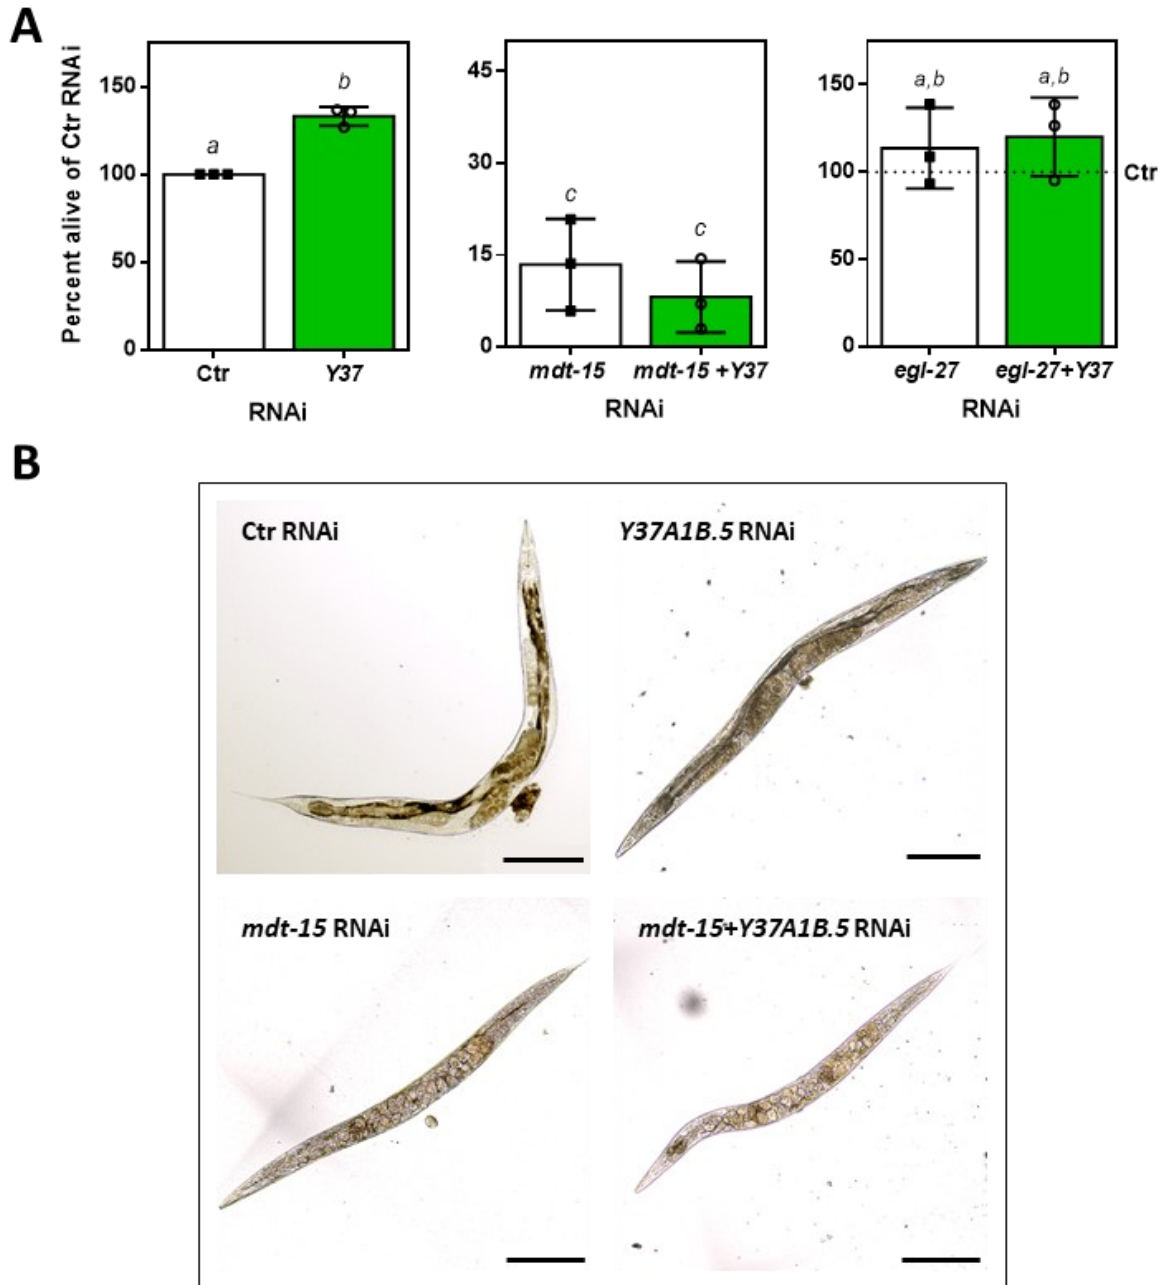 A
Percent alive of Ctr RNAi
150
100
50
0
a
b
Ctr
Y37
RNAi
45
30
15
0
c
c
mdt-15
mdt-15 +Y37
RNAi
150
100
50
0
a,b
a,b
Ctr
egl-27
egl-27+Y37
RNAi
B
Ctr RNAi
Y37A1B.5 RNAi
mdt-15 RNAi
mdt-15+Y37A1B.5 RNAi